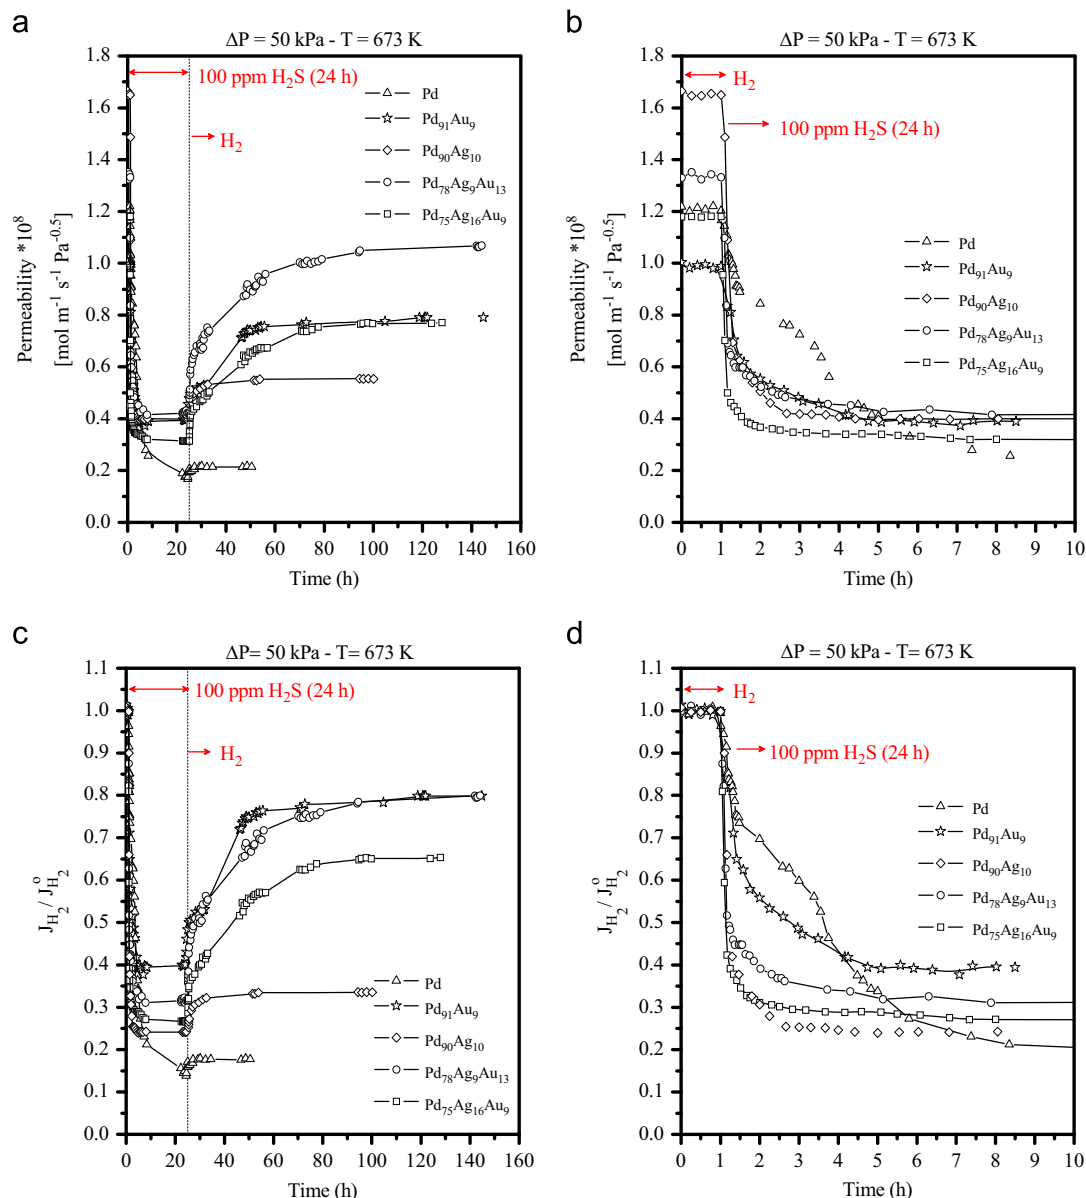 a
ΔP = 50 kPa - T = 673 K
1.8
1.6
1.4
1.2
1.0
0.8
0.6
0.4
0.2
0.0
Permeability *10⁸
[mol m⁻¹ s⁻¹ Pa⁻⁰·⁵]
100 ppm H₂S (24 h)
H₂
Pd
Pd₉₁Au₉
Pd₉₀Ag₁₀
Pd₇₈Ag₉Au₁₃
Pd₇₅Ag₁₆Au₉
0 20 40 60 80 100 120 140 160
Time (h)
b
ΔP = 50 kPa - T = 673 K
1.8
1.6
1.4
1.2
1.0
0.8
0.6
0.4
0.2
0.0
Permeability *10⁸
[mol m⁻¹ s⁻¹ Pa⁻⁰·⁵]
H₂
100 ppm H₂S (24 h)
Pd
Pd₉₁Au₉
Pd₉₀Ag₁₀
Pd₇₈Ag₉Au₁₃
Pd₇₅Ag₁₆Au₉
0 1 2 3 4 5 6 7 8 9 10
Time (h)
c
ΔP= 50 kPa - T= 673 K
1.1
1.0
0.9
0.8
0.7
0.6
0.5
0.4
0.3
0.2
0.1
0.0
J_H₂ / J°_H₂
100 ppm H₂S (24 h)
H₂
Pd
Pd₉₁Au₉
Pd₉₀Ag₁₀
Pd₇₈Ag₉Au₁₃
Pd₇₅Ag₁₆Au₉
0 20 40 60 80 100 120 140 160
Time (h)
d
ΔP = 50 kPa - T= 673 K
1.1
1.0
0.9
0.8
0.7
0.6
0.5
0.4
0.3
0.2
0.1
0.0
J_H₂ / J°_H₂
H₂
100 ppm H₂S (24 h)
Pd
Pd₉₁Au₉
Pd₉₀Ag₁₀
Pd₇₈Ag₉Au₁₃
Pd₇₅Ag₁₆Au₉
0 1 2 3 4 5 6 7 8 9 10
Time (h)